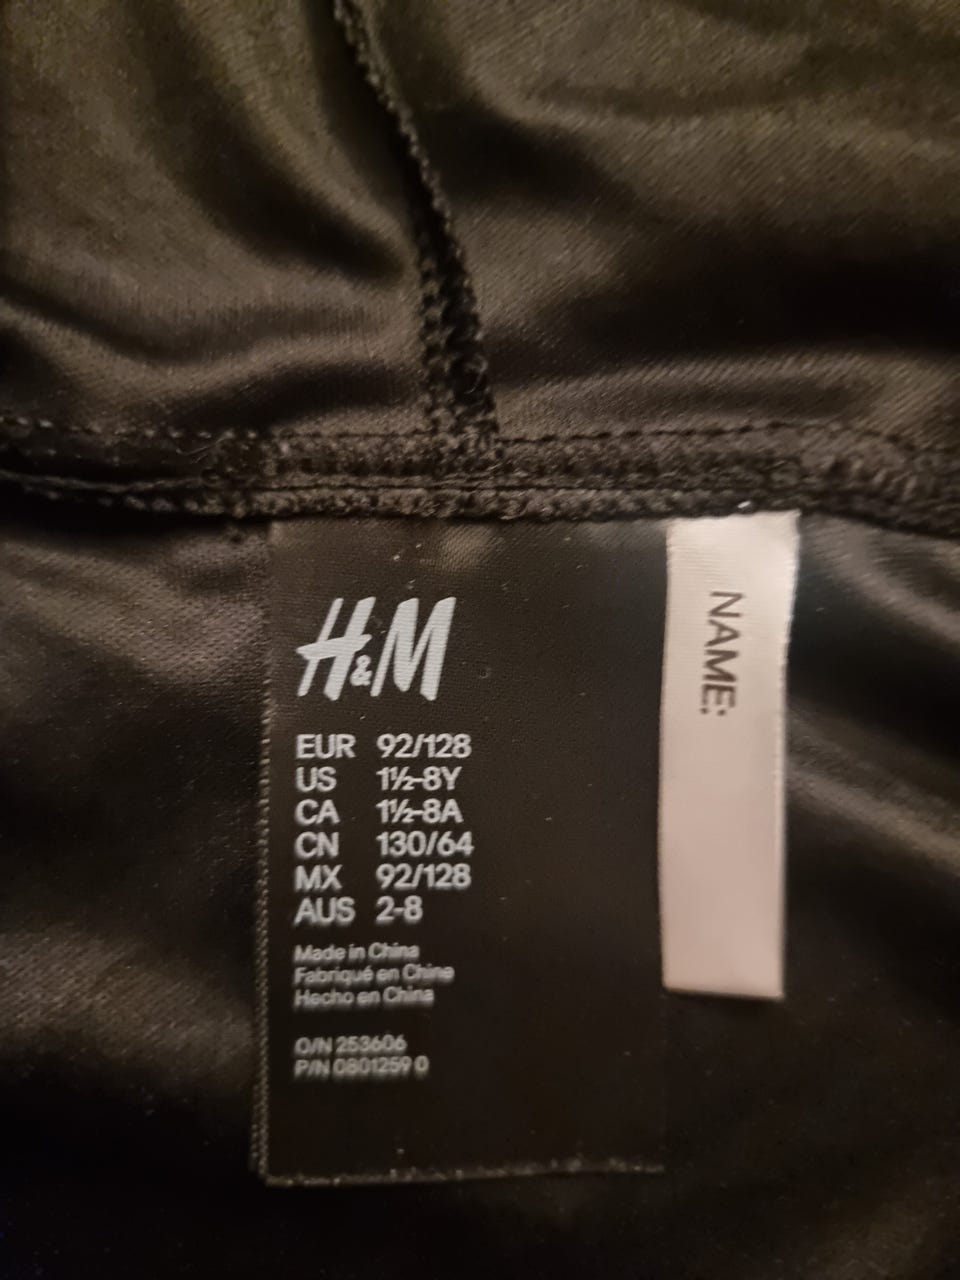 H&M
EUR 92/128
US 1½-8Y
CA 1½-8A
CN 130/64
MX 92/128
AUS 2-8
Made in China
Fabriqué en China
Hecho en China
O/N 253606
P/N 0801259 0
NAME: